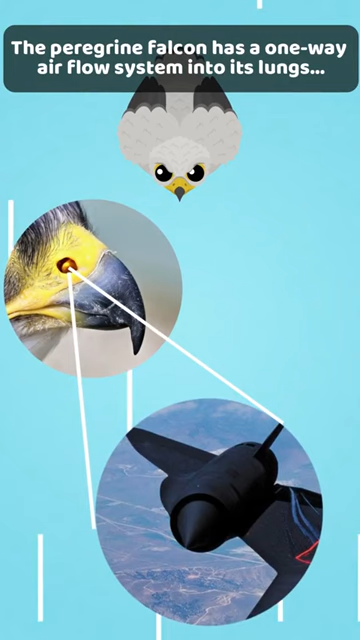 The peregrine falcon has a one-way
air flow system into its lungs...